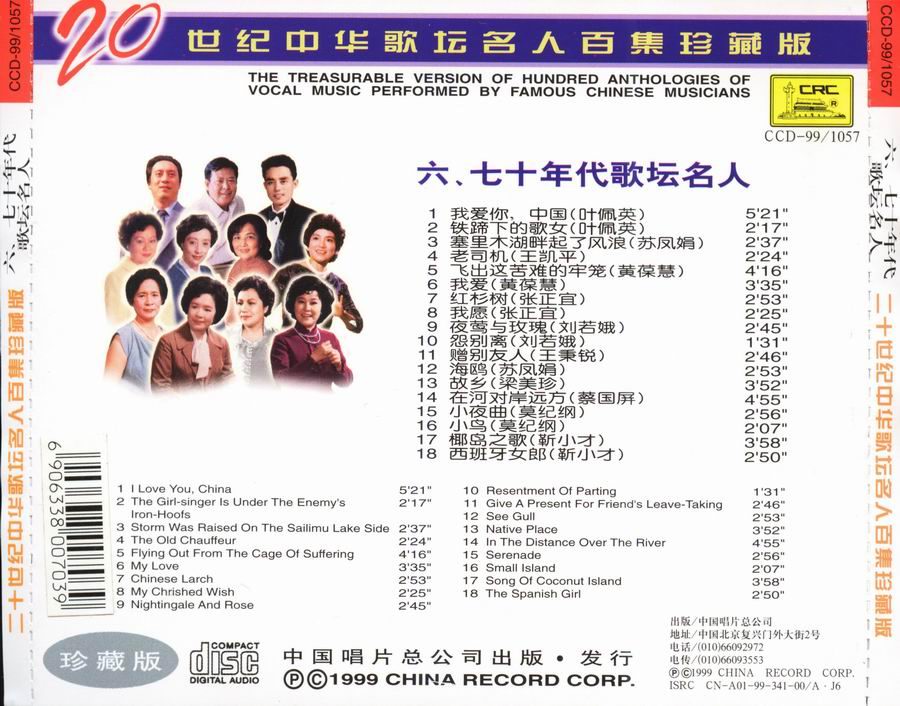 20 世纪中华歌坛名人百集珍藏版
THE TREASURABLE VERSION OF HUNDRED ANTHOLOGIES OF
VOCAL MUSIC PERFORMED BY FAMOUS CHINESE MUSICIANS
CRC
CCD-99/1057
六、七十年代歌坛名人
1 我爱你，中国(叶佩英) 5'21"
2 铁蹄下的歌女(叶佩英) 2'17"
3 塞里木湖畔起了风浪(苏凤娟) 2'37"
4 老司机(王凯平) 2'24"
5 飞出这苦难的牢笼(黄葆慧) 4'16"
6 我爱(黄葆慧) 3'35"
7 红杉树(张正宜) 2'53"
8 我愿(张正宜) 2'25"
9 夜莺与玫瑰(刘若娥) 2'45"
10 怨别离(刘若娥) 1'31"
11 赠别友人(王秉锐) 2'46"
12 海鸥(苏凤娟) 2'53"
13 故乡(梁美珍) 3'52"
14 在河对岸远方(蔡国屏) 4'55"
15 小夜曲(莫纪纲) 2'56"
16 小鸟(莫纪纲) 2'07"
17 椰岛之歌(靳小才) 3'58"
18 西班牙女郎(靳小才) 2'50"
1 I Love You, China 5'21"
2 The Girl-singer Is Under The Enemy's 2'17"
Iron-Hoofs
3 Storm Was Raised On The Sailimu Lake Side 2'37"
4 The Old Chauffeur 2'24"
5 Flying Out From The Cage Of Suffering 4'16"
6 My Love 3'35"
7 Chinese Larch 2'53"
8 My Chrished Wish 2'25"
9 Nightingale And Rose 2'45"
10 Resentment Of Parting 1'31"
11 Give A Present For Friend's Leave-Taking 2'46"
12 See Gull 2'53"
13 Native Place 3'52"
14 In The Distance Over The River 4'55"
15 Serenade 2'56"
16 Small Island 2'07"
17 Song Of Coconut Island 3'58"
18 The Spanish Girl 2'50"
6 906338 007039
珍藏版
COMPACT
disc
DIGITAL AUDIO
中国唱片总公司出版·发行
Ⓟ©1999 CHINA RECORD CORP.
出版/中国唱片总公司
地址/中国北京复兴门外大街2号
电话/(010)66092972
电传/(010)66093553
Ⓟ©1999 CHINA RECORD CORP.
ISRC CN-A01-99-341-00/A·J6
CCD-99/1057
六、七十年代
歌坛名人
二十世纪中华歌坛名人百集珍藏版
CCD-99/1057
六、七十年代
歌坛名人
二十世纪中华歌坛名人百集珍藏版